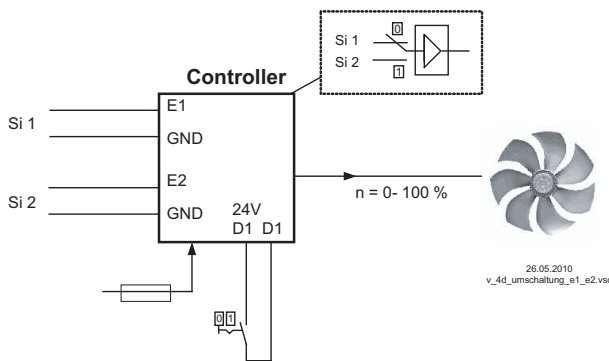 0
Si 1
Si 2
1
Controller
E1
Si 1
GND
E2
Si 2
GND
24V
D1 D1
n = 0- 100 %
0 1
26.05.2010
v_4d_umschaltung_e1_e2.vsd